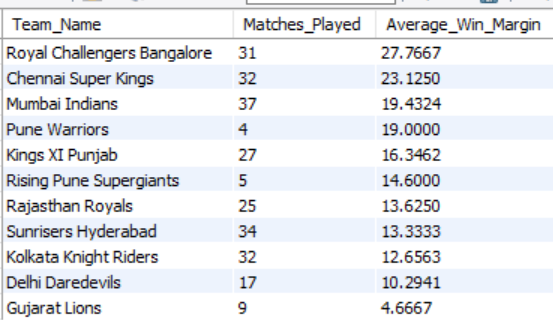 Team_Name Matches_Played Average_Win_Margin
Royal Challengers Bangalore 31 27.7667
Chennai Super Kings 32 23.1250
Mumbai Indians 37 19.4324
Pune Warriors 4 19.0000
Kings XI Punjab 27 16.3462
Rising Pune Supergiants 5 14.6000
Rajasthan Royals 25 13.6250
Sunrisers Hyderabad 34 13.3333
Kolkata Knight Riders 32 12.6563
Delhi Daredevils 17 10.2941
Gujarat Lions 9 4.6667